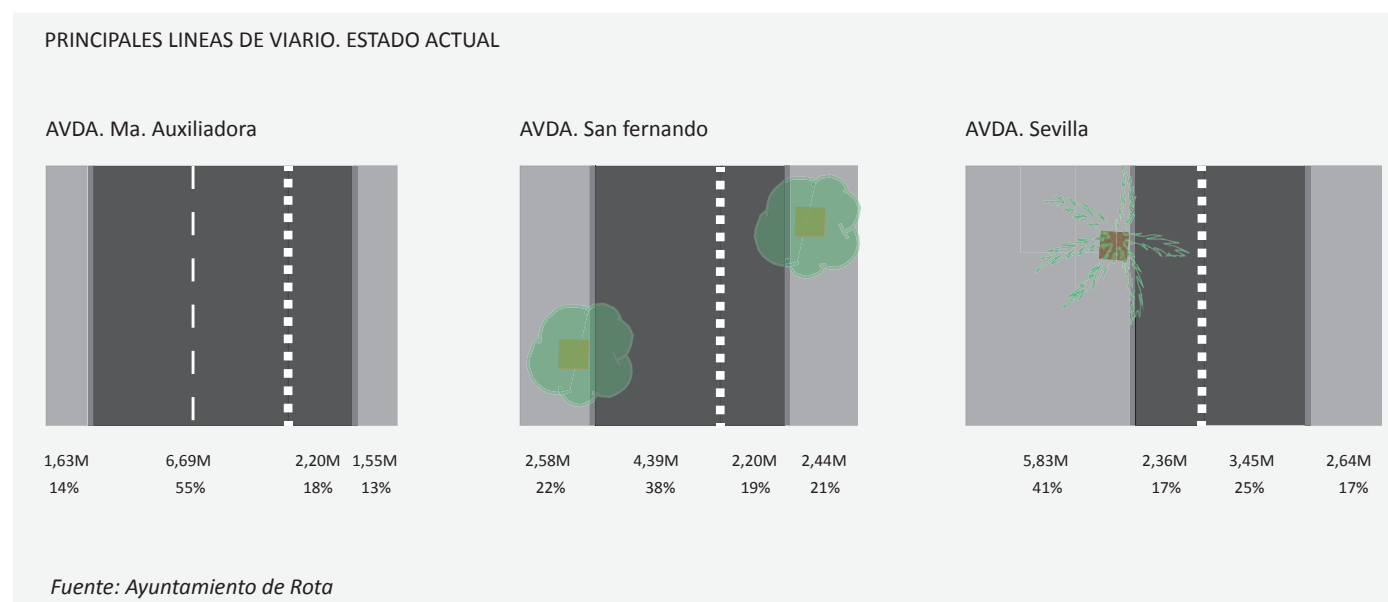 PRINCIPALES LINEAS DE VIARIO. ESTADO ACTUAL
AVDA. Ma. Auxiliadora
AVDA. San fernando
AVDA. Sevilla
1,63M 6,69M 2,20M 1,55M
14% 55% 18% 13%
2,58M 4,39M 2,20M 2,44M
22% 38% 19% 21%
5,83M 2,36M 3,45M 2,64M
41% 17% 25% 17%
Fuente: Ayuntamiento de Rota